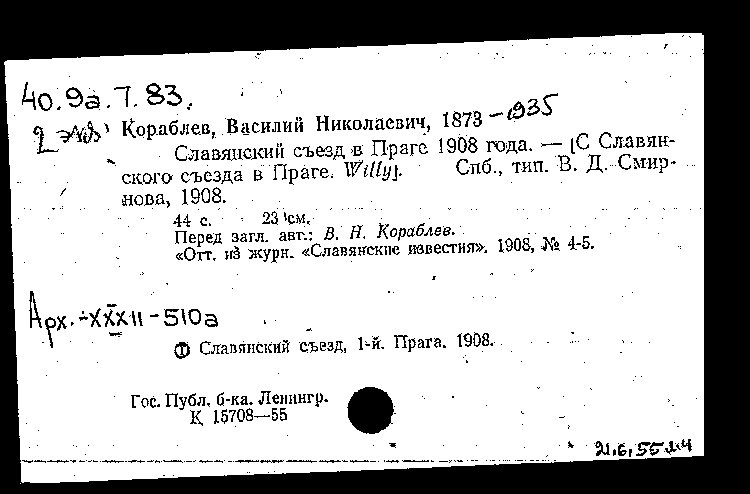 40.9а.7.83.
2 экз
Кораблев, Василий Николаевич, 1873 – 1935
Славянский съезд в Праге 1908 года. — [С Славян-
ского съезда в Праге. Willy]. Спб., тип. В. Д. Смир-
нова, 1908.
44 с. 23 см.
Перед загл. авт.: В. Н. Кораблев.
«Отт. из журн. «Славянские известия». 1908, № 4-5.
Арх. -XXXII-510а
① Славянский съезд, 1-й. Прага. 1908.
Гос. Публ. б-ка. Ленингр.
К 15708—55
21.6.55